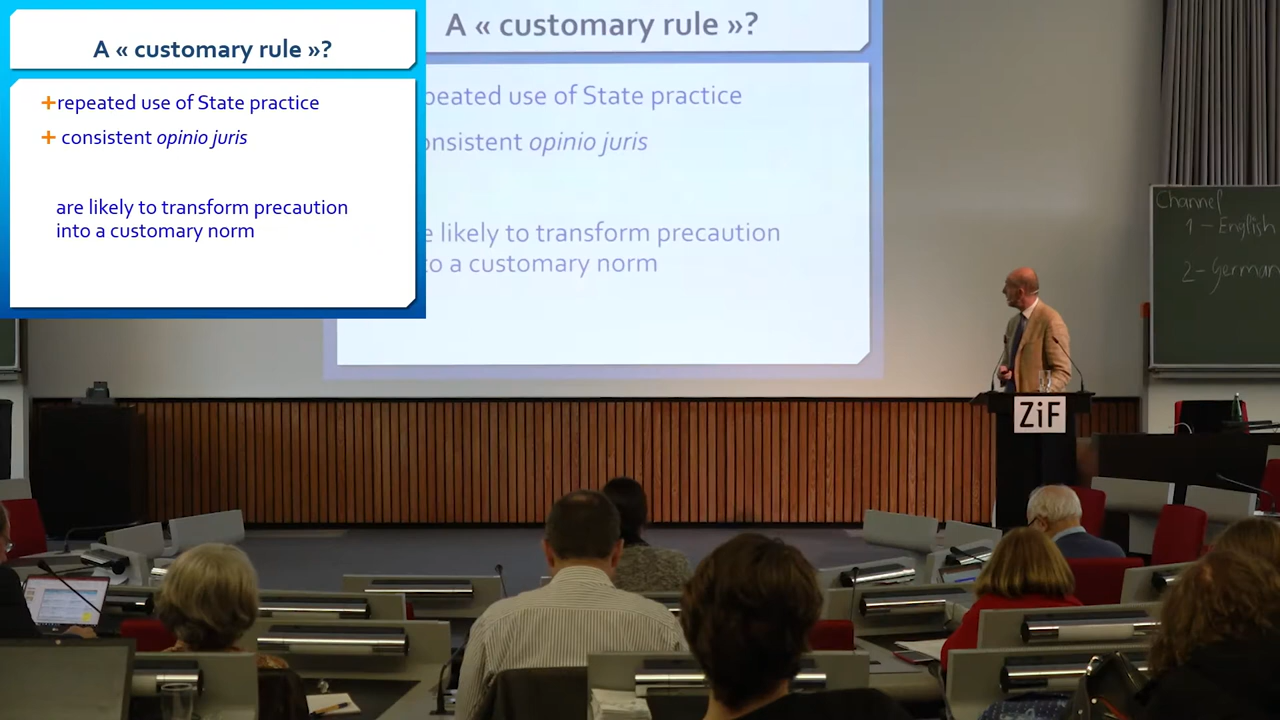 A « customary rule »?
+repeated use of State practice
+ consistent opinio juris
are likely to transform precaution
into a customary norm
A « customary rule »?
peated use of State practice
onsistent opinio juris
e likely to transform precaution
to a customary norm
Channel
1 - English
2 - German
ZiF